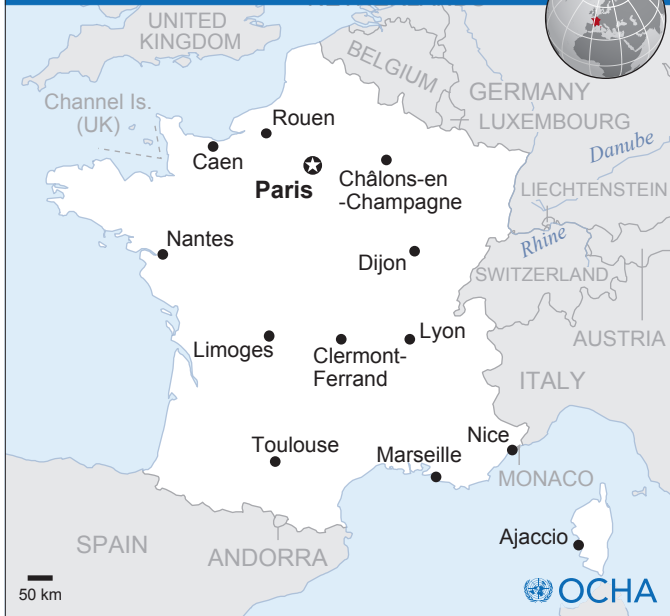 UNITED
KINGDOM
BELGIUM
GERMANY
Channel Is.
(UK)
LUXEMBOURG
Rouen
Caen
Danube
Paris
Châlons-en
-Champagne
LIECHTENSTEIN
Nantes
Rhine
Dijon
SWITZERLAND
AUSTRIA
Limoges
Clermont-
Ferrand
Lyon
ITALY
Toulouse
Marseille
Nice
MONACO
SPAIN
ANDORRA
Ajaccio
50 km
OCHA